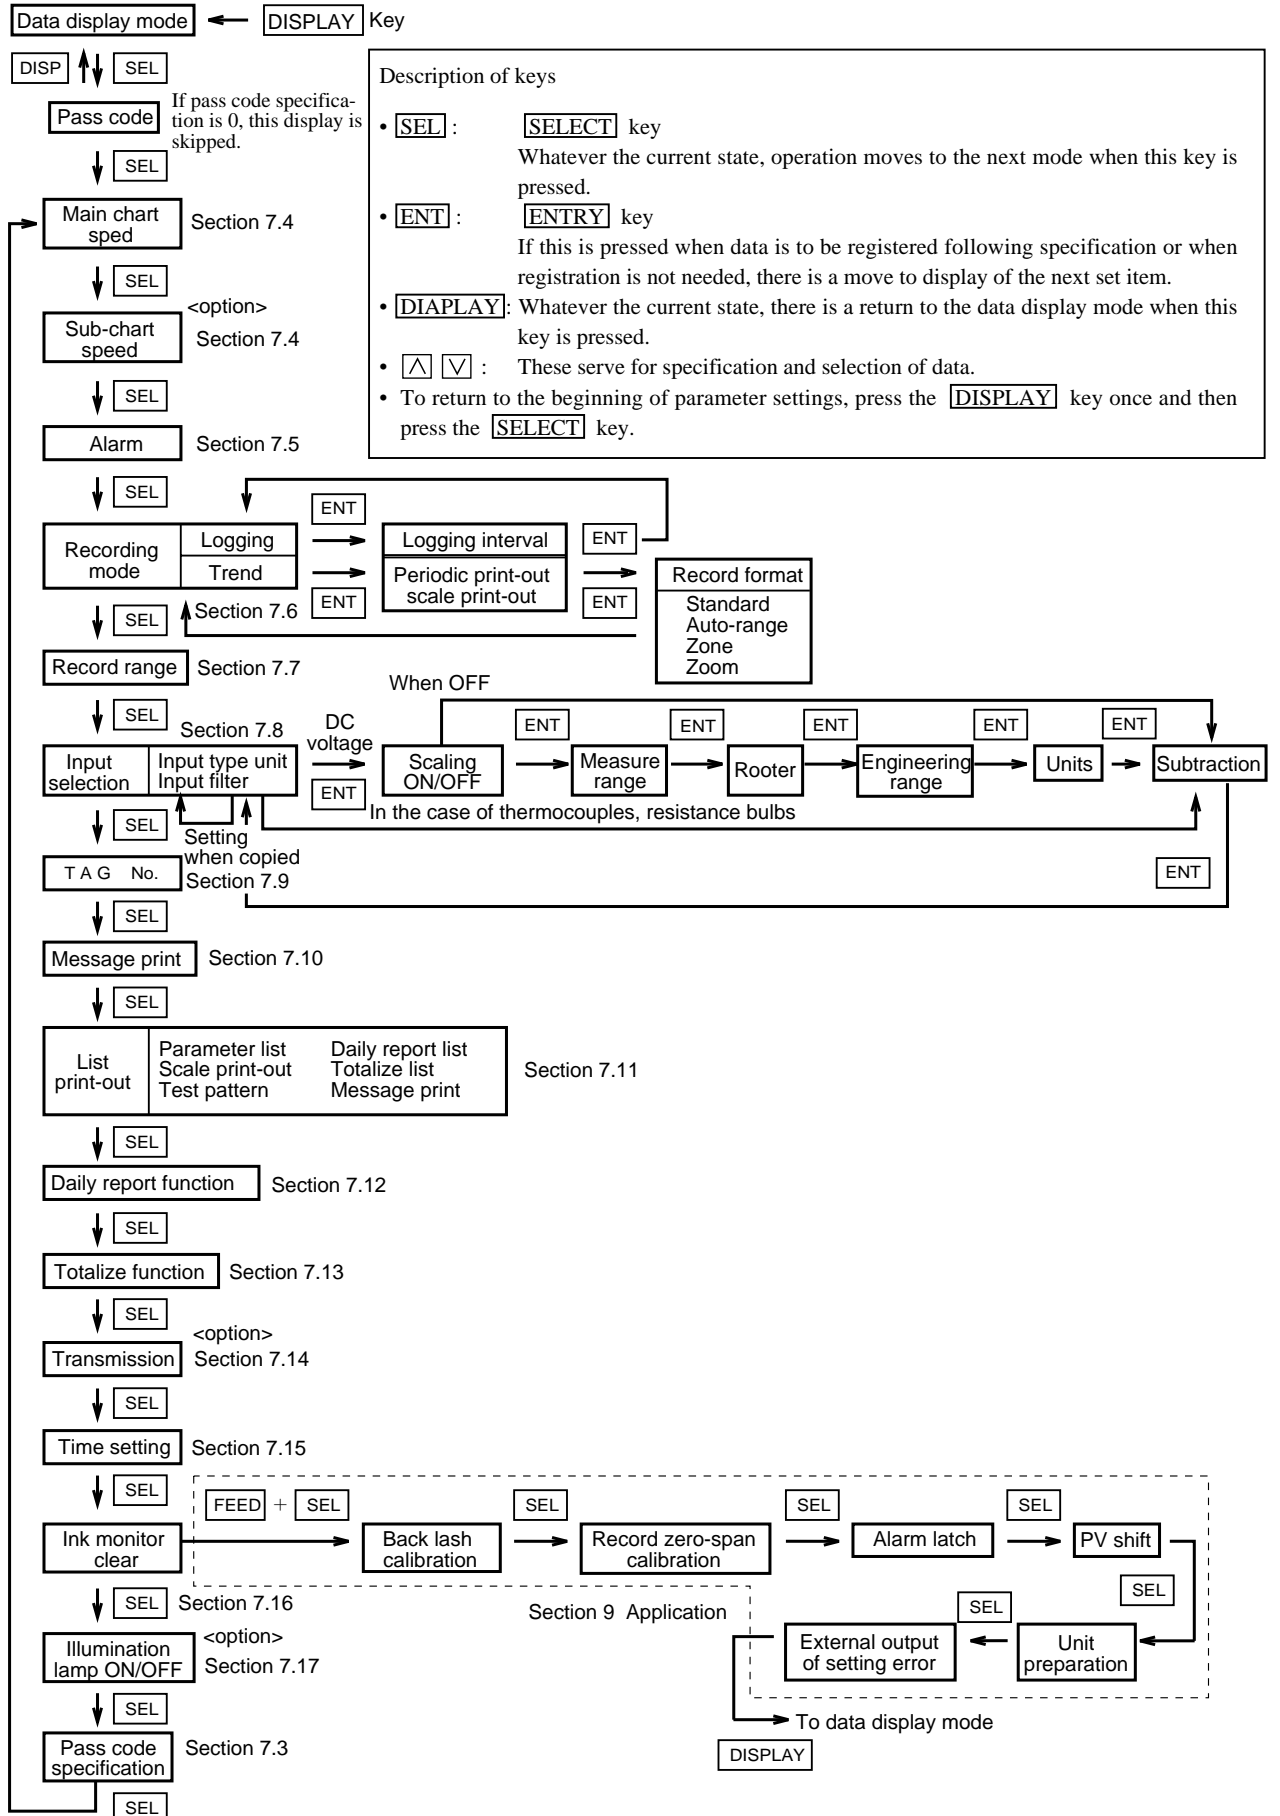 Data display mode
DISPLAY Key
DISP
SEL
Pass code
If pass code specifica-
tion is 0, this display is
skipped.
SEL
Description of keys
• SEL : SELECT key
Whatever the current state, operation moves to the next mode when this key is
pressed.
• ENT : ENTRY key
If this is pressed when data is to be registered following specification or when
registration is not needed, there is a move to display of the next set item.
• DIAPLAY: Whatever the current state, there is a return to the data display mode when this
key is pressed.
• ∧ ∨ : These serve for specification and selection of data.
• To return to the beginning of parameter settings, press the DISPLAY key once and then
press the SELECT key.
Main chart
sped
Section 7.4
SEL
<option>
Sub-chart
speed
Section 7.4
SEL
Alarm
Section 7.5
SEL
Recording
mode
Logging
Trend
ENT
ENT
Logging interval
Periodic print-out
scale print-out
ENT
ENT
Record format
Standard
Auto-range
Zone
Zoom
Section 7.6
SEL
Record range
Section 7.7
SEL
When OFF
Section 7.8
Input
selection
Input type unit
Input filter
DC
voltage
ENT
Scaling
ON/OFF
ENT
Measure
range
ENT
Rooter
ENT
Engineering
range
ENT
Units
ENT
Subtraction
In the case of thermocouples, resistance bulbs
SEL
Setting
when copied
ENT
TAG No.
Section 7.9
SEL
Message print
Section 7.10
SEL
List
print-out
Parameter list
Scale print-out
Test pattern
Daily report list
Totalize list
Message print
Section 7.11
SEL
Daily report function
Section 7.12
SEL
Totalize function
Section 7.13
SEL
<option>
Transmission
Section 7.14
SEL
Time setting
Section 7.15
SEL
Ink monitor
clear
FEED + SEL
Back lash
calibration
SEL
Record zero-span
calibration
SEL
Alarm latch
SEL
PV shift
SEL
Unit
preparation
SEL
External output
of setting error
Section 9 Application
To data display mode
DISPLAY
SEL
Section 7.16
<option>
Illumination
lamp ON/OFF
Section 7.17
SEL
Pass code
specification
Section 7.3
SEL